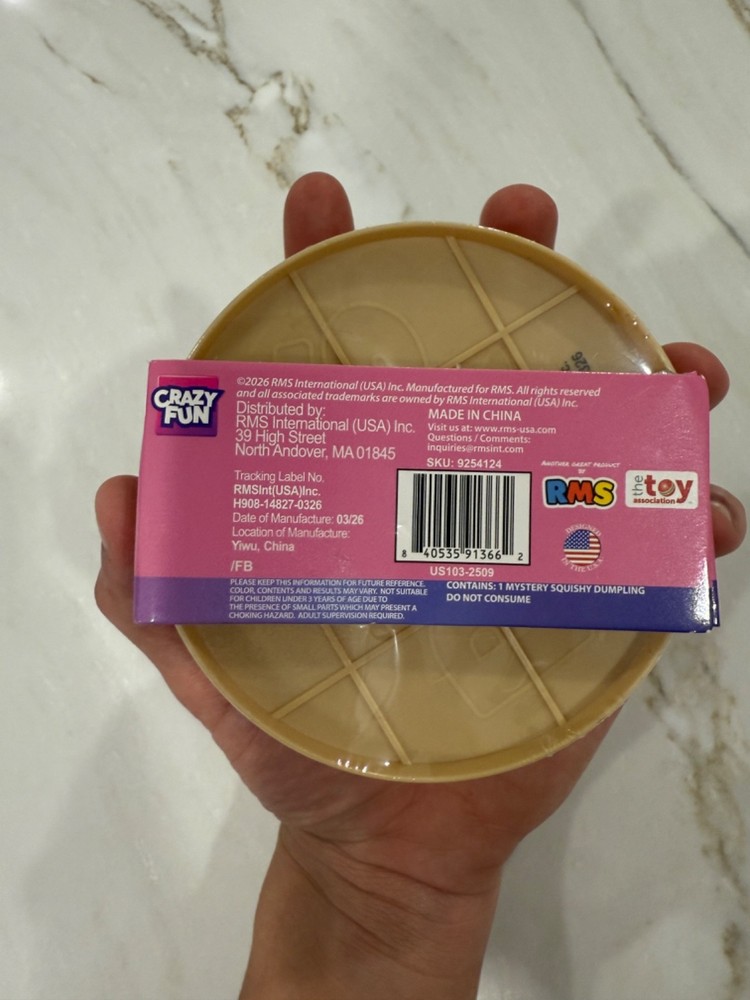 CRAZY
FUN
©2026 RMS International (USA) Inc. Manufactured for RMS. All rights reserved
and all associated trademarks are owned by RMS International (USA) Inc.
Distributed by:
RMS International (USA) Inc.
39 High Street
North Andover, MA 01845
Tracking Label No.
RMSInt(USA)Inc.
H908-14827-0326
Date of Manufacture: 03/26
Location of Manufacture:
Yiwu, China
/FB
MADE IN CHINA
Visit us at: www.rms-usa.com
Questions / Comments:
inquiries@rmsint.com
SKU: 9254124
8 40535 91366 2
US103-2509
ANOTHER GREAT PRODUCT
BY
RMS
the toy
association
DESIGNED
IN THE U.S.A.
PLEASE KEEP THIS INFORMATION FOR FUTURE REFERENCE.
COLOR, CONTENTS AND RESULTS MAY VARY. NOT SUITABLE
FOR CHILDREN UNDER 3 YEARS OF AGE DUE TO
THE PRESENCE OF SMALL PARTS WHICH MAY PRESENT A
CHOKING HAZARD. ADULT SUPERVISION REQUIRED.
CONTAINS: 1 MYSTERY SQUISHY DUMPLING
DO NOT CONSUME